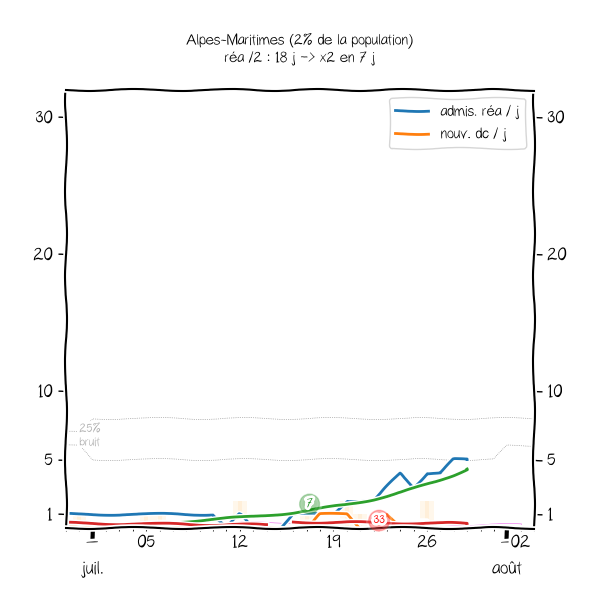 Alpes-Maritimes (2% de la population)
réa /2 : 18 j -> x2 en 7 j
admis. réa / j
nouv. dc / j
30 30
20 20
10 10
25%
bruit
5 5
7
1 33 1
05 12 19 26 02
juil. août